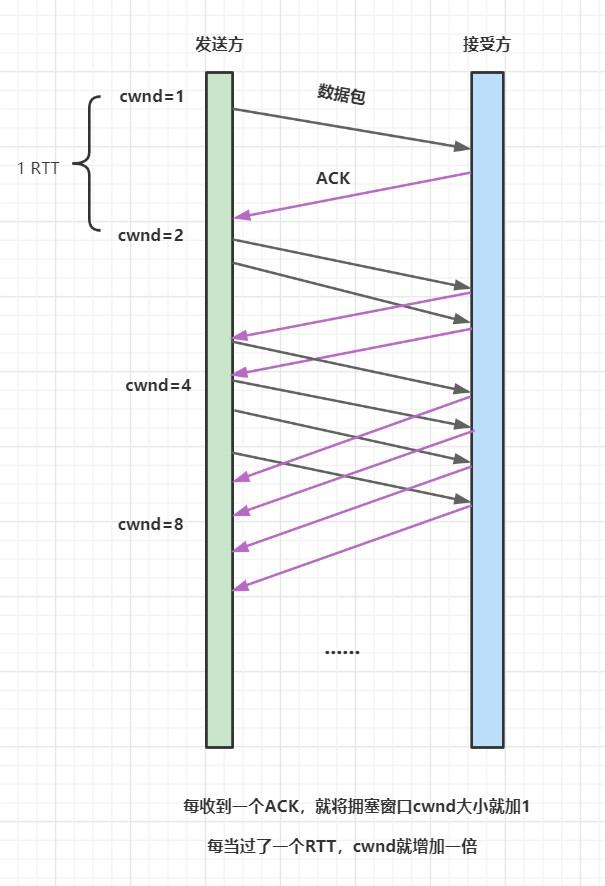 发送方
接受方
cwnd=1
数据包
1 RTT
ACK
cwnd=2
cwnd=4
cwnd=8
......
每收到一个ACK，就将拥塞窗口cwnd大小就加1
每当过了一个RTT，cwnd就增加一倍